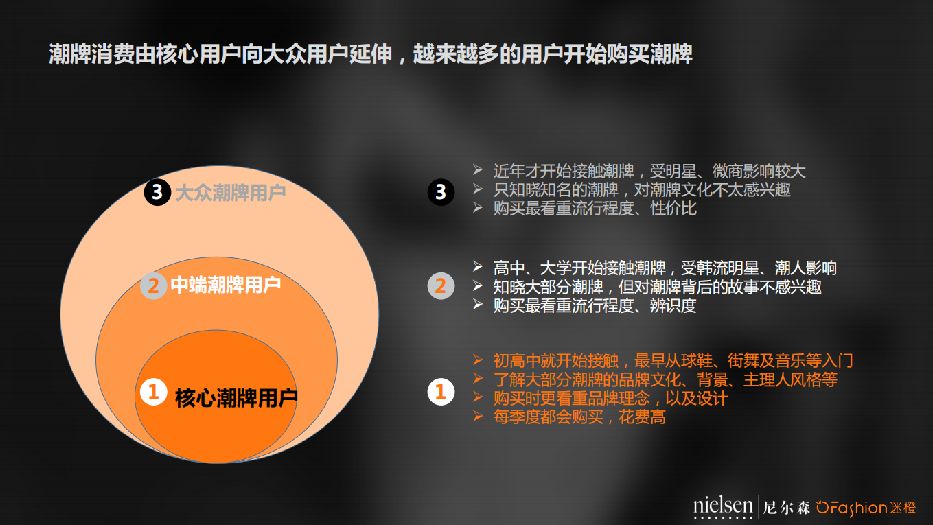 潮牌消费由核心用户向大众用户延伸，越来越多的用户开始购买潮牌
3 大众潮牌用户
2 中端潮牌用户
1 核心潮牌用户
3
➢ 近年才开始接触潮牌，受明星、微商影响较大
➢ 只知晓知名的潮牌，对潮牌文化不太感兴趣
➢ 购买最看重流行程度、性价比
2
➢ 高中、大学开始接触潮牌，受韩流明星、潮人影响
➢ 知晓大部分潮牌，但对潮牌背后的故事不感兴趣
➢ 购买最看重流行程度、辨识度
1
➢ 初高中就开始接触，最早从球鞋、街舞及音乐等入门
➢ 了解大部分潮牌的品牌文化、背景、主理人风格等
➢ 购买时更看重品牌理念，以及设计
➢ 每季度都会购买，花费高
nielsen 尼尔森 OFashion迷橙